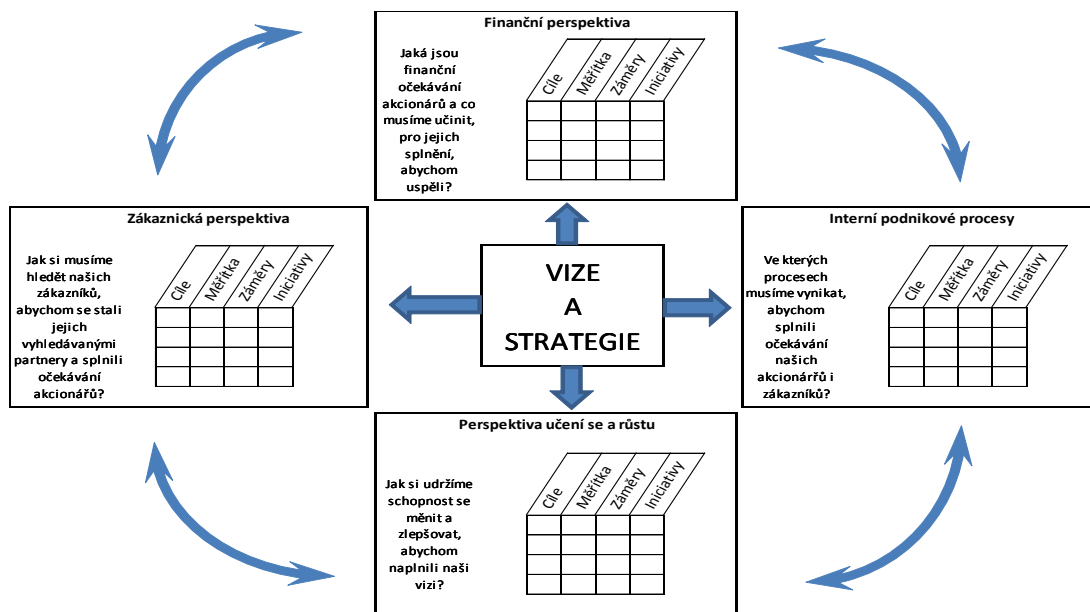 Finanční perspektiva
Jaká jsou
finanční
očekávání
akcionárů a co
musíme učinit,
pro jejich
splnění,
abychom
uspěli?
Cíle
Měřítka
Záměry
Iniciativy
Zákaznická perspektiva
Jak si musíme
hledět našich
zákazníků,
abychom se stali
jejich
vyhledávanými
partnery a splnili
očekávání
akcionářů?
Cíle
Měřítka
Záměry
Iniciativy
VIZE
A
STRATEGIE
Interní podnikové procesy
Ve kterých
procesech
musíme vynikat,
abychom
splnili
očekávání
našich
akcionárřů i
zákazníků?
Cíle
Měřítka
Záměry
Iniciativy
Perspektiva učení se a růstu
Jak si udržíme
schopnost se
měnit a
zlepšovat,
abychom
naplnili naši
vizi?
Cíle
Měřítka
Záměry
Iniciativy